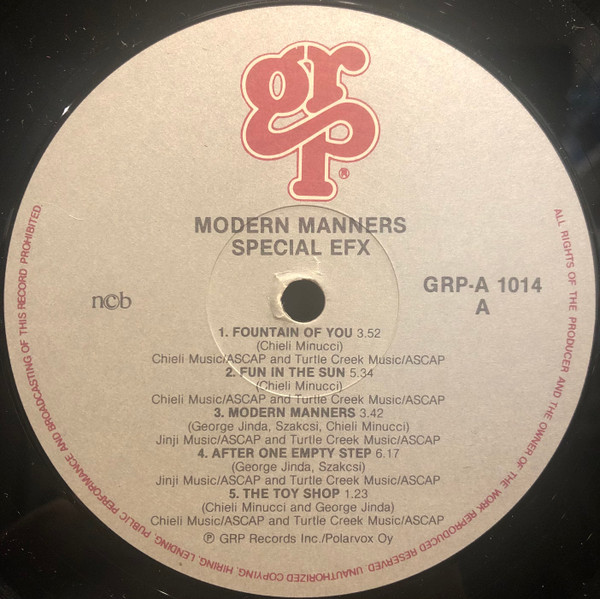 grp®
MODERN MANNERS
SPECIAL EFX
GRP-A 1014
A
ncb
1. FOUNTAIN OF YOU 3.52
(Chieli Minucci)
Chieli Music/ASCAP and Turtle Creek Music/ASCAP
2. FUN IN THE SUN 5.34
(Chieli Minucci)
Chieli Music/ASCAP and Turtle Creek Music/ASCAP
3. MODERN MANNERS 3.42
(George Jinda, Szakcsi, Chieli Minucci)
Jinji Music/ASCAP and Turtle Creek Music/ASCAP
4. AFTER ONE EMPTY STEP 6.17
(George Jinda, Szakcsi)
Jinji Music/ASCAP and Turtle Creek Music/ASCAP
5. THE TOY SHOP 1.23
(Chieli Minucci and George Jinda)
Chieli Music/ASCAP and Turtle Creek Music/ASCAP
℗ GRP Records Inc./Polarvox Oy
ALL RIGHTS OF THE PRODUCER AND THE OWNER OF THE WORK REPRODUCED RESERVED. UNAUTHORIZED COPYING, HIRING, LENDING, PUBLIC PERFORMANCE AND BROADCASTING OF THIS RECORD PROHIBITED.